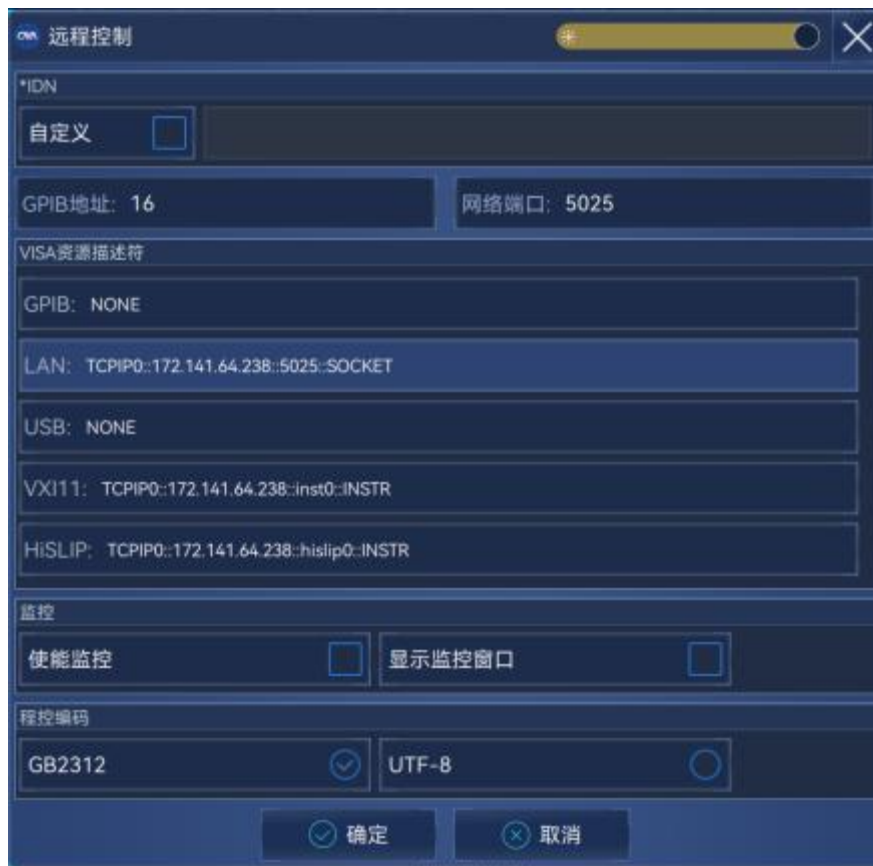 CVNA 远程控制
*IDN
自定义
GPIB地址: 16 网络端口: 5025
VISA资源描述符
GPIB: NONE
LAN: TCPIP0::172.141.64.238::5025::SOCKET
USB: NONE
VXI11: TCPIP0::172.141.64.238::inst0::INSTR
HiSLIP: TCPIP0::172.141.64.238::hislip0::INSTR
监控
使能监控 显示监控窗口
程控编码
GB2312 UTF-8
确定 取消